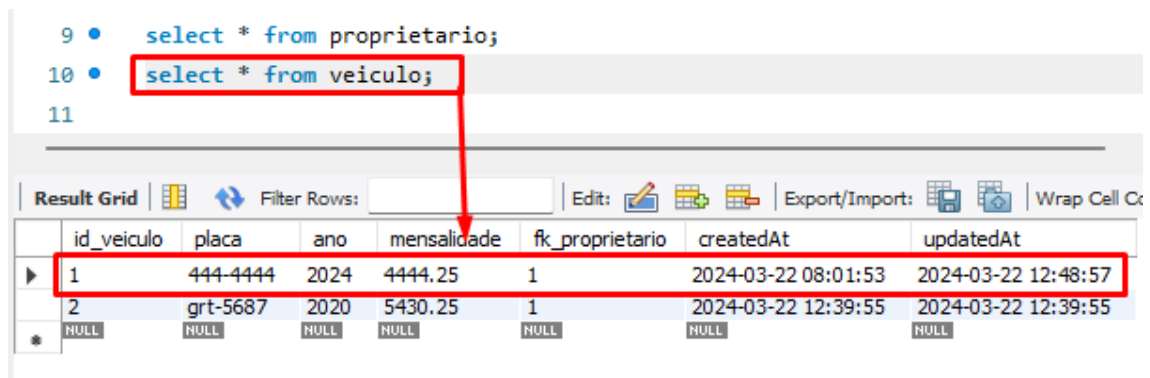 9 select * from proprietario;
10 select * from veiculo;
11
Result Grid Filter Rows: Edit: Export/Import: Wrap Cell Co
id_veiculo placa ano mensalidade fk_proprietario createdAt updatedAt
1 444-4444 2024 4444.25 1 2024-03-22 08:01:53 2024-03-22 12:48:57
2 grt-5687 2020 5430.25 1 2024-03-22 12:39:55 2024-03-22 12:39:55
NULL NULL NULL NULL NULL NULL NULL